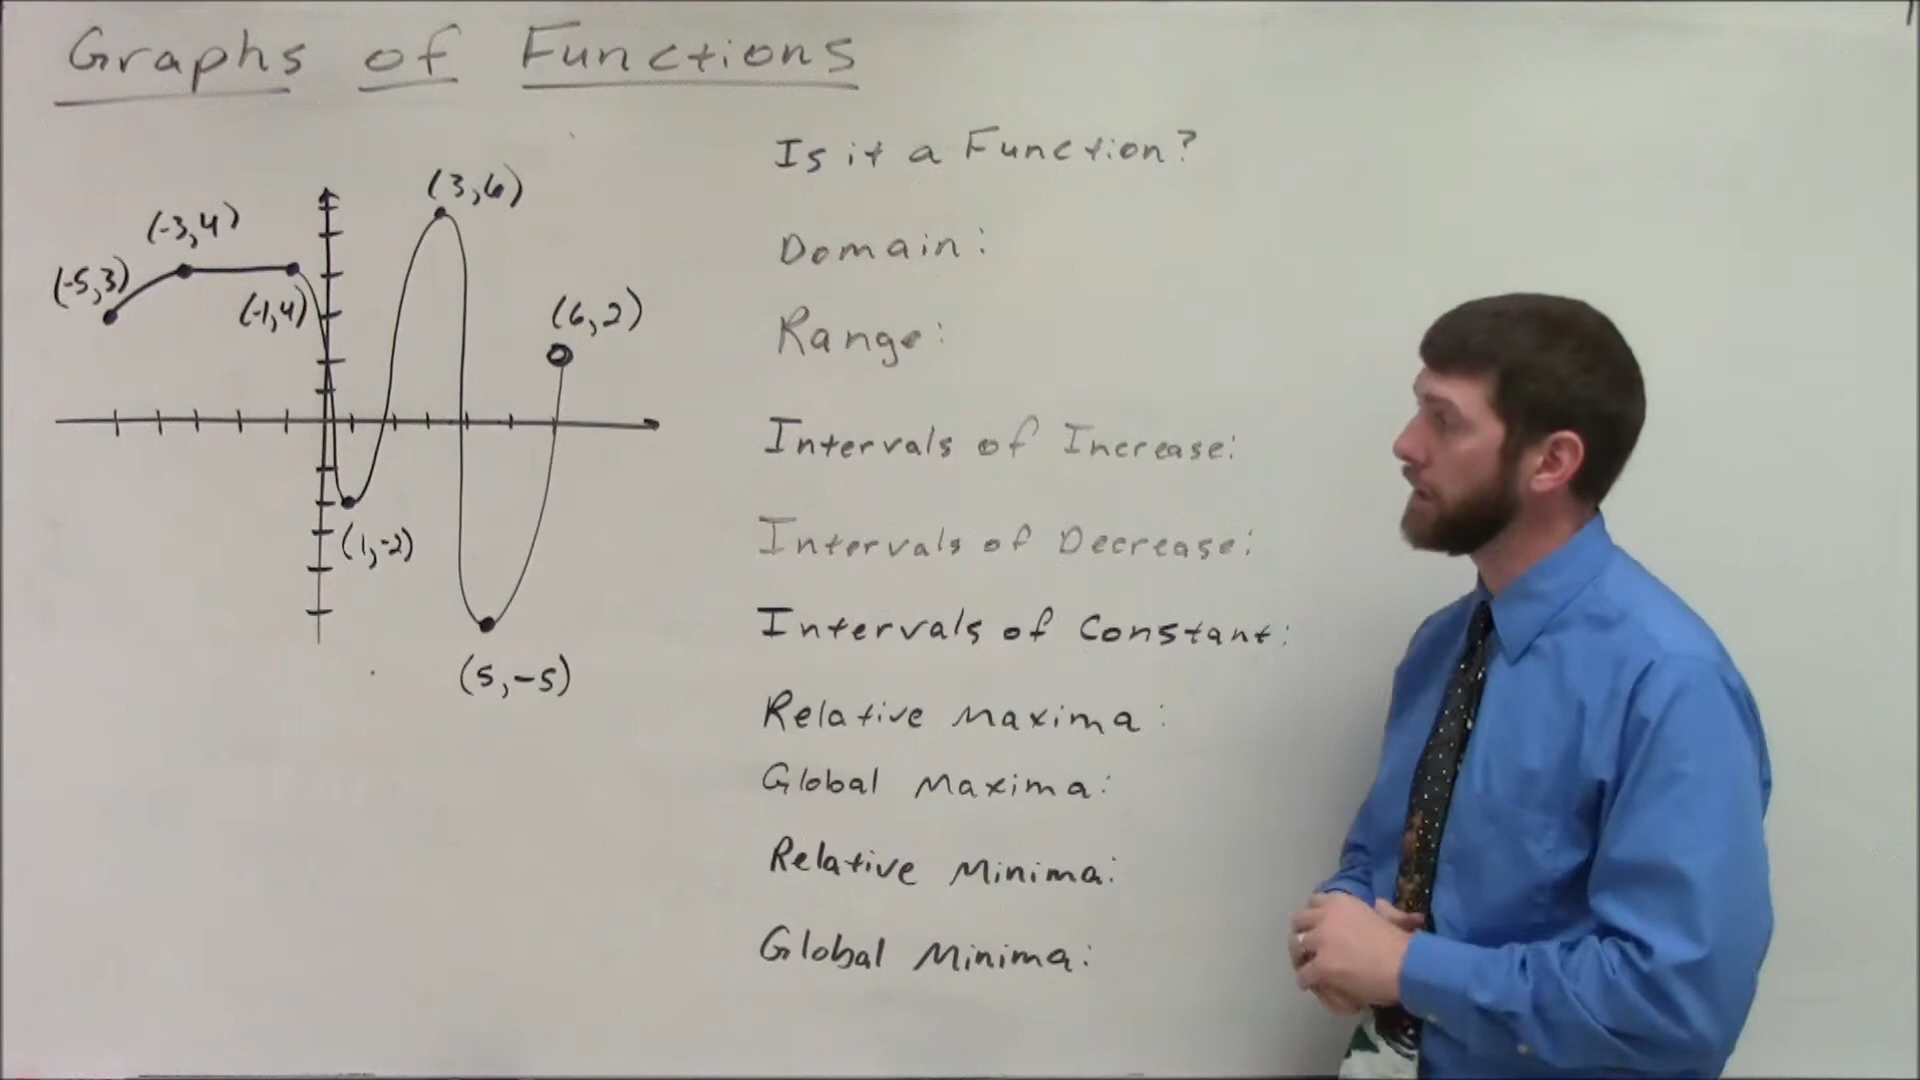 Graphs of Functions
Is it a Function?
(3,6)
(-3,4)
(-5,3)
Domain:
(-1,4)
(6,2)
Range:
Intervals of Increase:
(1,-2)
Intervals of Decrease:
Intervals of Constant:
(5,-5)
Relative Maxima:
Global Maxima:
Relative Minima:
Global Minima: